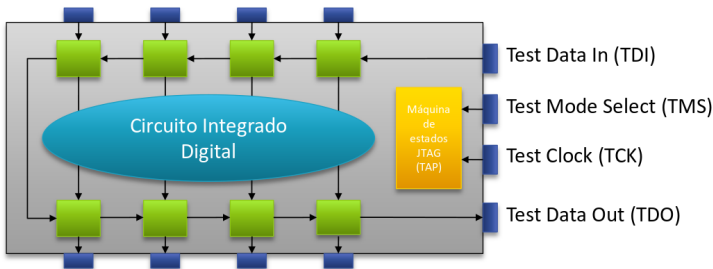 Test Data In (TDI)
Test Mode Select (TMS)
Máquina
de
estados
JTAG
(TAP)
Circuito Integrado
Digital
Test Clock (TCK)
Test Data Out (TDO)